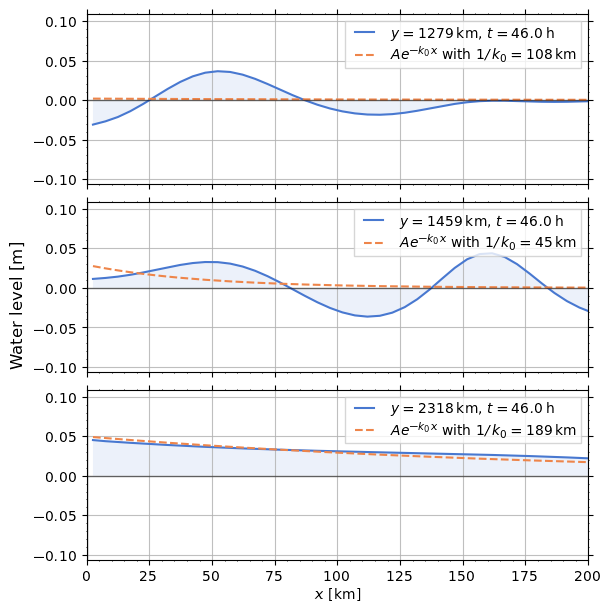 0.10
0.05
0.00
−0.05
−0.10
y = 1279 km, t = 46.0 h
Ae^{−k₀x} with 1/k₀ = 108 km
Water level [m]
0.10
0.05
0.00
−0.05
−0.10
y = 1459 km, t = 46.0 h
Ae^{−k₀x} with 1/k₀ = 45 km
0.10
0.05
0.00
−0.05
−0.10
y = 2318 km, t = 46.0 h
Ae^{−k₀x} with 1/k₀ = 189 km
0 25 50 75 100 125 150 175 200
x [km]